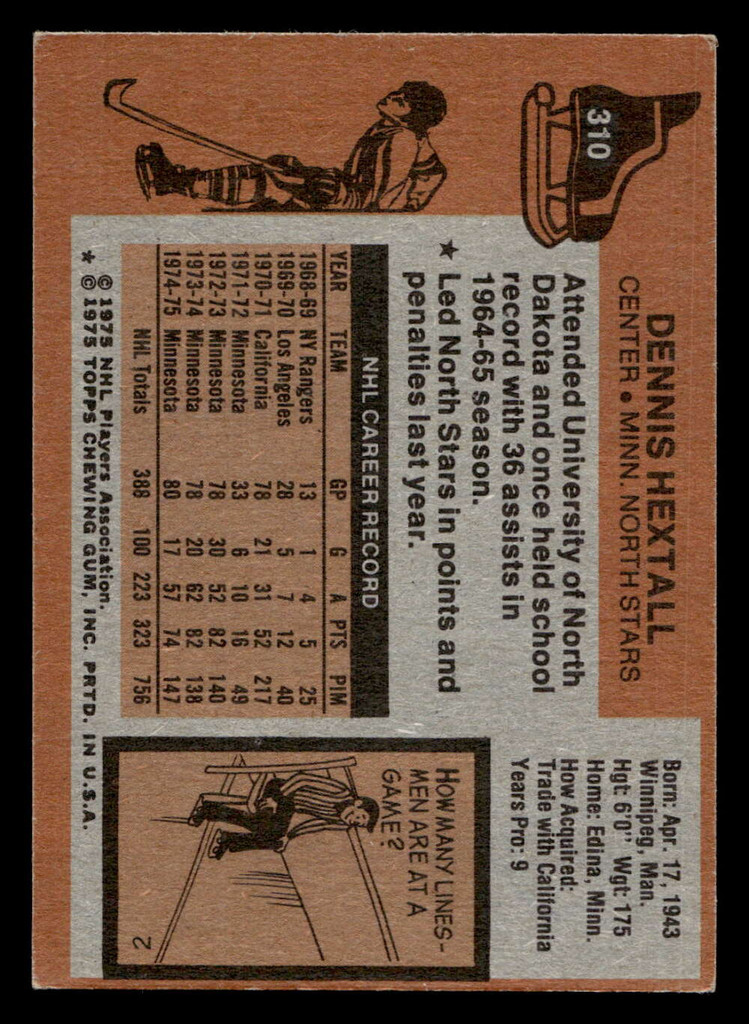 310
DENNIS HEXTALL
CENTER • MINN. NORTH STARS
Attended University of North
Dakota and once held school
record with 36 assists in
1964-65 season.
★ Led North Stars in points and
penalties last year.
NHL CAREER RECORD
YEAR TEAM GP G A PTS PIM
1968-69 NY Rangers 13 1 4 5 25
1969-70 Los Angeles 28 5 7 12 40
1970-71 California 78 21 31 52 217
1971-72 Minnesota 33 6 10 16 49
1972-73 Minnesota 78 30 52 82 140
1973-74 Minnesota 78 20 62 82 138
1974-75 Minnesota 80 17 57 74 147
NHL Totals 388 100 223 323 756
© 1975 NHL Players Association.
* © 1975 TOPPS CHEWING GUM, INC. PRTD. IN U.S.A.
Born: Apr. 17, 1943
Winnipeg, Man.
Hgt: 6'0" Wgt: 175
Home: Edina, Minn.
How Acquired:
Trade with California
Years Pro: 9
HOW MANY LINES-
MEN ARE AT A
GAME?
2